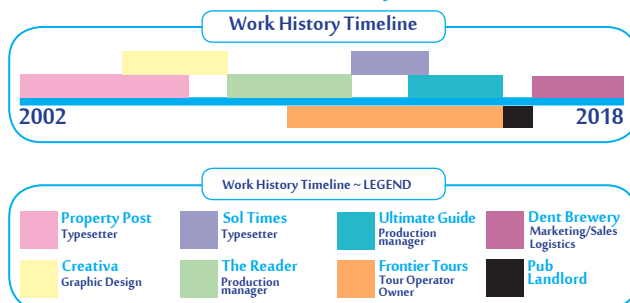 Work History Timeline
2002
2018
Work History Timeline ~ LEGEND
Property Post
Typesetter
Sol Times
Typesetter
Ultimate Guide
Production
manager
Dent Brewery
Marketing/Sales
Logistics
Creativa
Graphic Design
The Reader
Production
manager
Frontier Tours
Tour Operator
Owner
Pub
Landlord